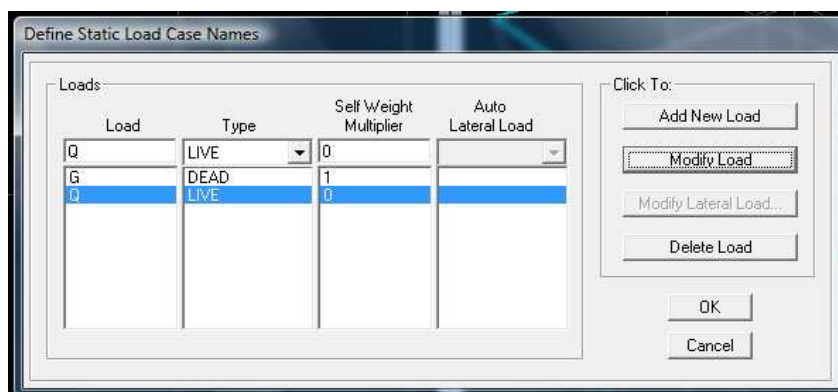 Define Static Load Case Names
Loads
Click To:
Load Type Self Weight Multiplier Auto Lateral Load
Q LIVE 0
G DEAD 1
Q LIVE 0
Add New Load
Modify Load
Modify Lateral Load...
Delete Load
OK
Cancel